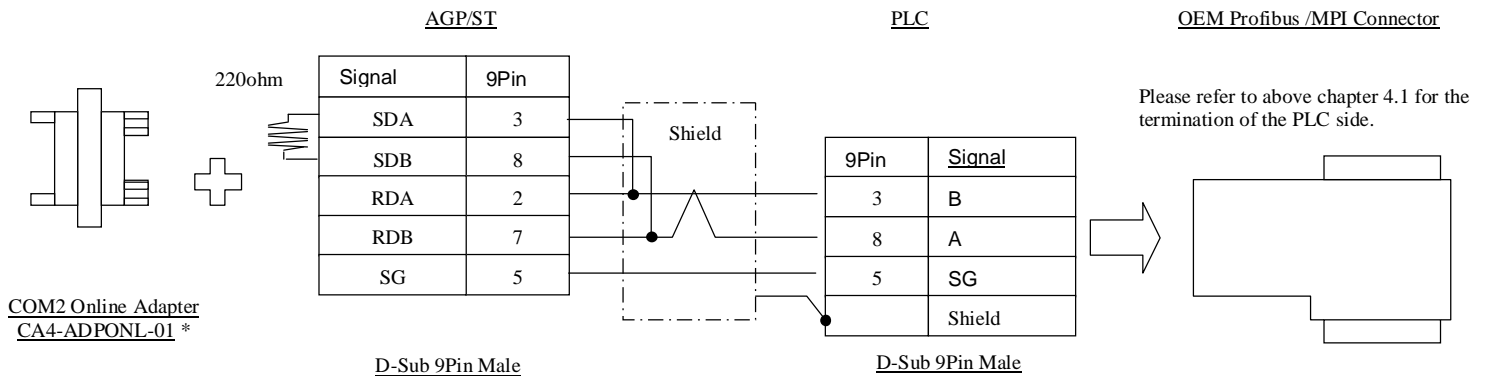 AGP/ST
PLC
OEM Profibus /MPI Connector
220ohm
Signal 9Pin
SDA 3
SDB 8
RDA 2
RDB 7
SG 5
Shield
9Pin Signal
3 B
8 A
5 SG
Shield
Please refer to above chapter 4.1 for the
termination of the PLC side.
COM2 Online Adapter
CA4-ADPONL-01 *
D-Sub 9Pin Male
D-Sub 9Pin Male